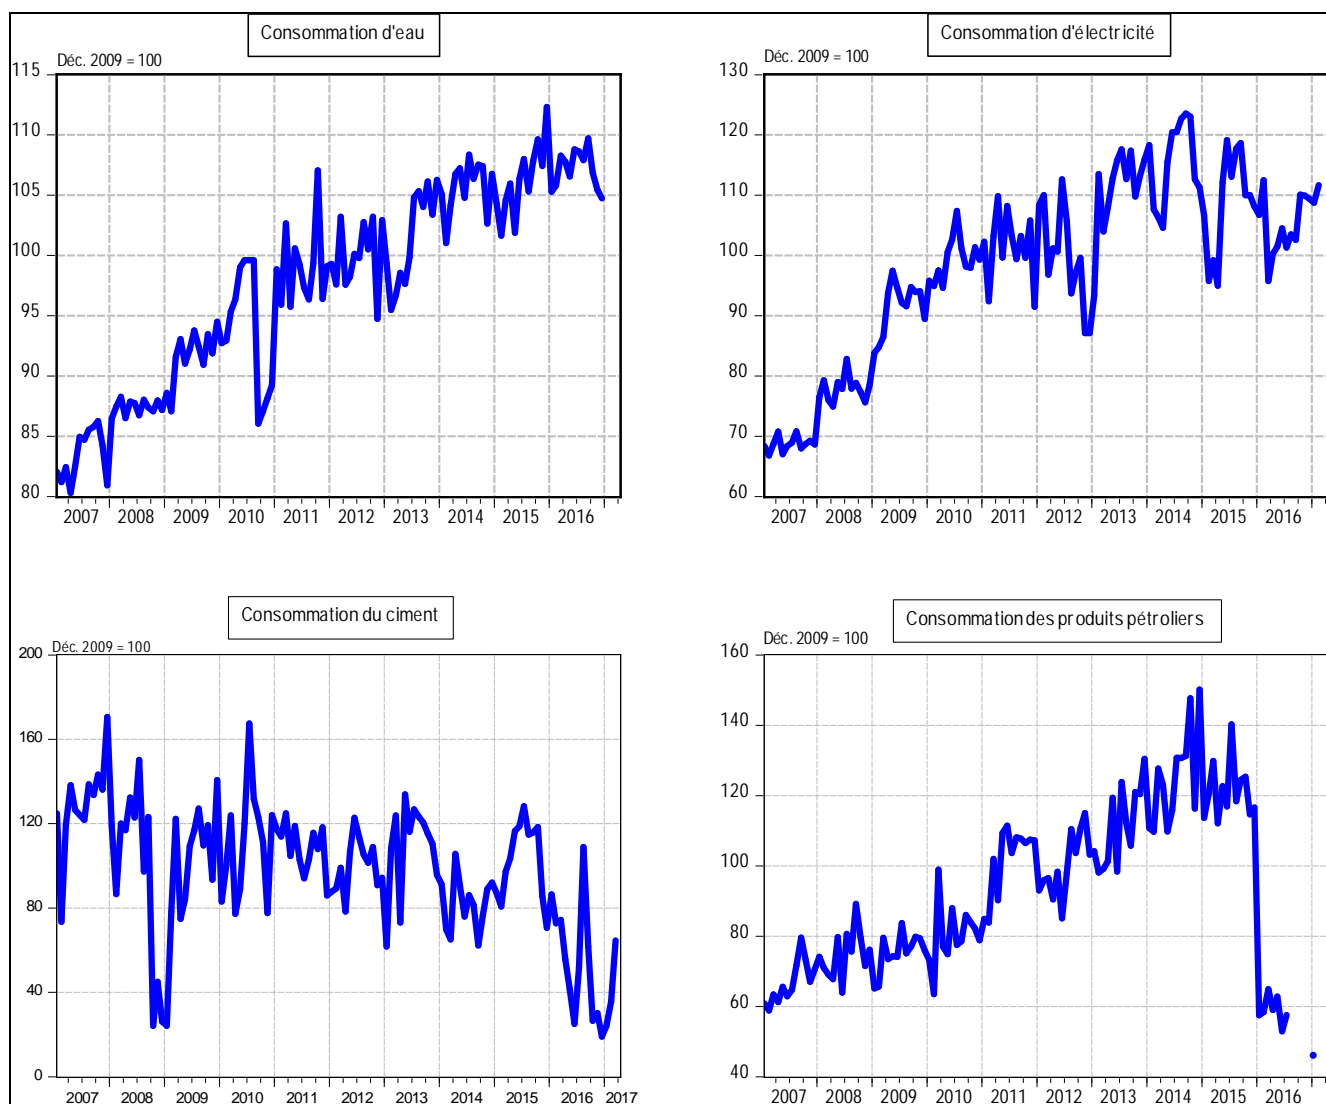 Consommation d'eau
Déc. 2009 = 100
115
110
105
100
95
90
85
80
2007 2008 2009 2010 2011 2012 2013 2014 2015 2016
Consommation d'électricité
Déc. 2009 = 100
130
120
110
100
90
80
70
60
2007 2008 2009 2010 2011 2012 2013 2014 2015 2016
Consommation du ciment
Déc. 2009 = 100
200
160
120
80
40
0
2007 2008 2009 2010 2011 2012 2013 2014 2015 2016 2017
Consommation des produits pétroliers
Déc. 2009 = 100
160
140
120
100
80
60
40
2007 2008 2009 2010 2011 2012 2013 2014 2015 2016